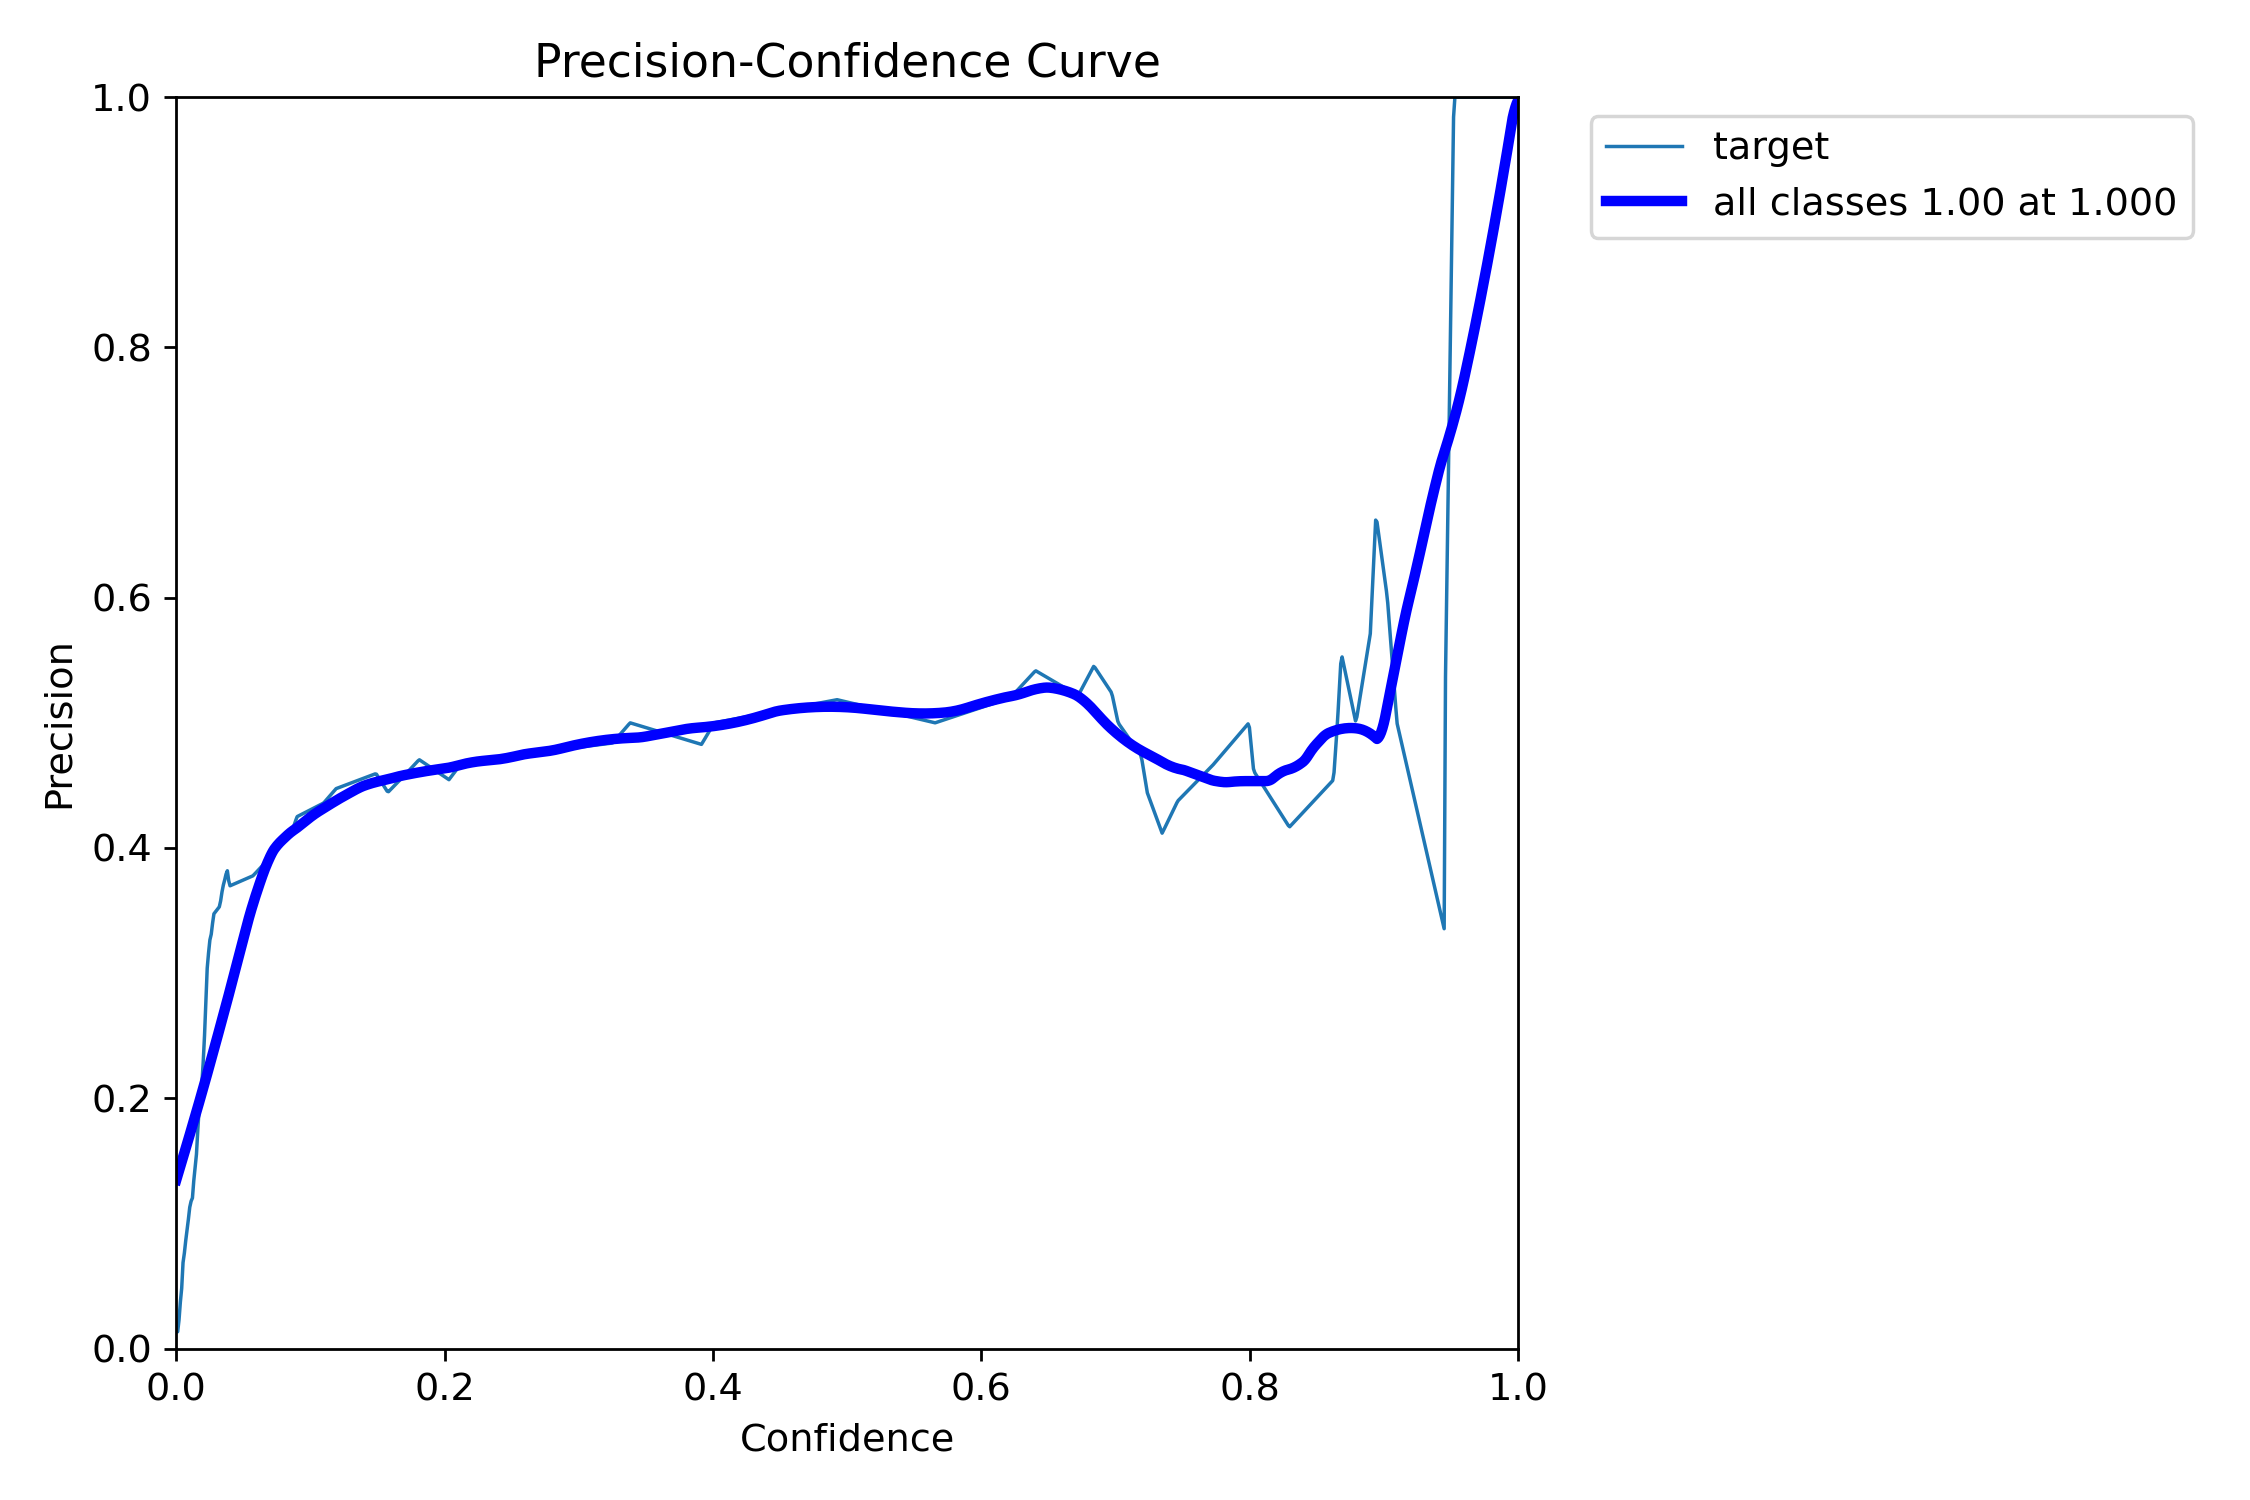 Precision-Confidence Curve
target
all classes 1.00 at 1.000
Precision
1.0
0.8
0.6
0.4
0.2
0.0
0.0 0.2 0.4 0.6 0.8 1.0
Confidence